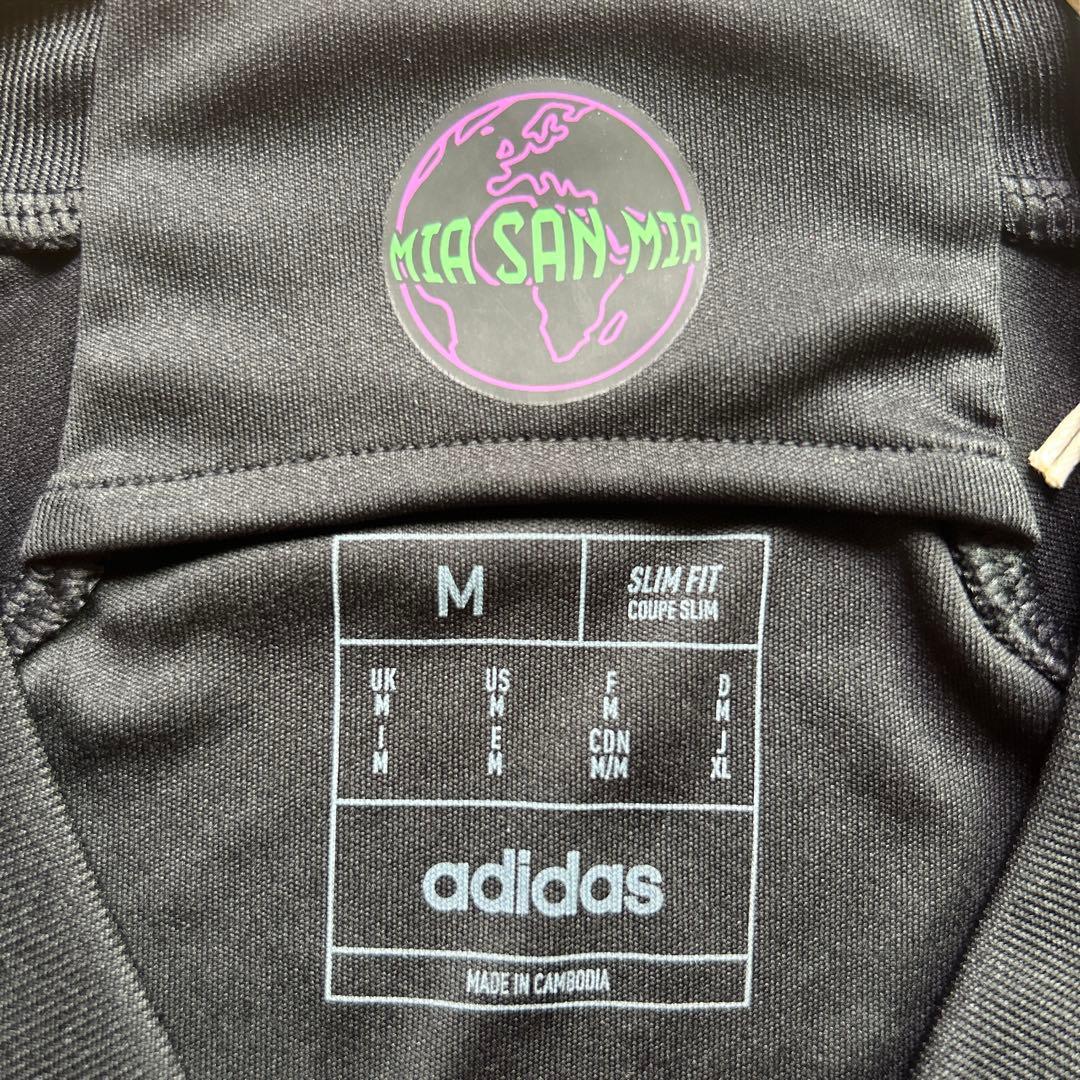 MIA SAN MIA
M
SLIM FIT
COUPE SLIM
UK US F D
M M M M
I E CDN J
M M M/M XL
adidas
MADE IN CAMBODIA